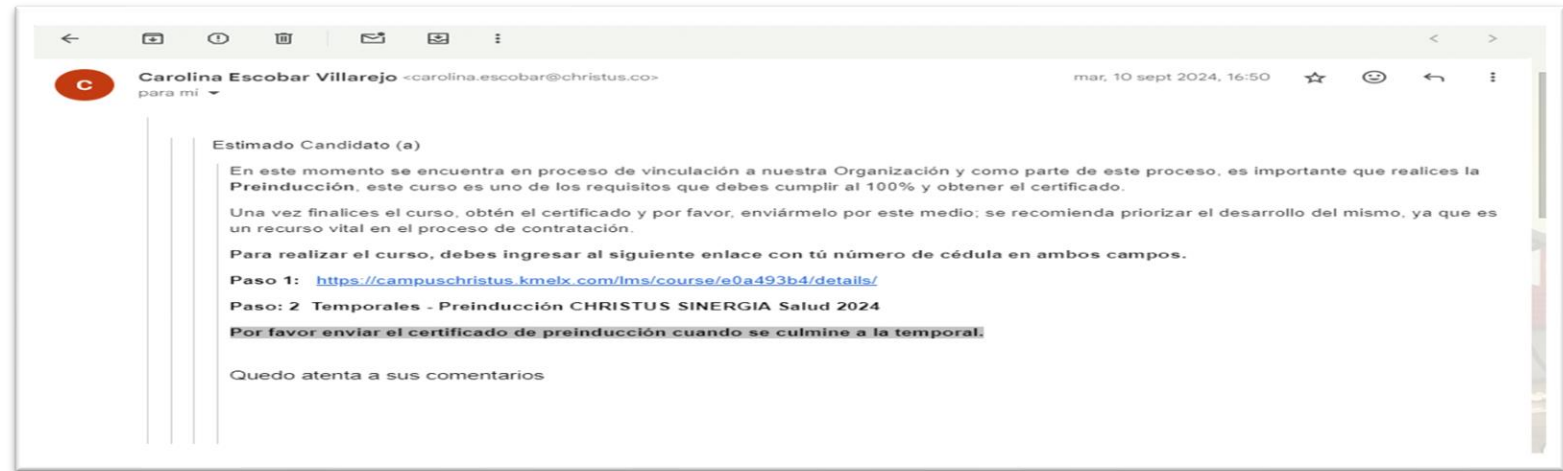 C
Carolina Escobar Villarejo <carolina.escobar@christus.co>
mar, 10 sept 2024, 16:50
para mí
Estimado Candidato (a)
En este momento se encuentra en proceso de vinculación a nuestra Organización y como parte de este proceso, es importante que realices la
Preinducción, este curso es uno de los requisitos que debes cumplir al 100% y obtener el certificado.
Una vez finalices el curso, obtén el certificado y por favor, enviármelo por este medio; se recomienda priorizar el desarrollo del mismo, ya que es
un recurso vital en el proceso de contratación.
Para realizar el curso, debes ingresar al siguiente enlace con tú número de cédula en ambos campos.
Paso 1: https://campuschristus.kmelx.com/lms/course/e0a493b4/details/
Paso: 2 Temporales - Preinducción CHRISTUS SINERGIA Salud 2024
Por favor enviar el certificado de preinducción cuando se culmine a la temporal.
Quedo atenta a sus comentarios